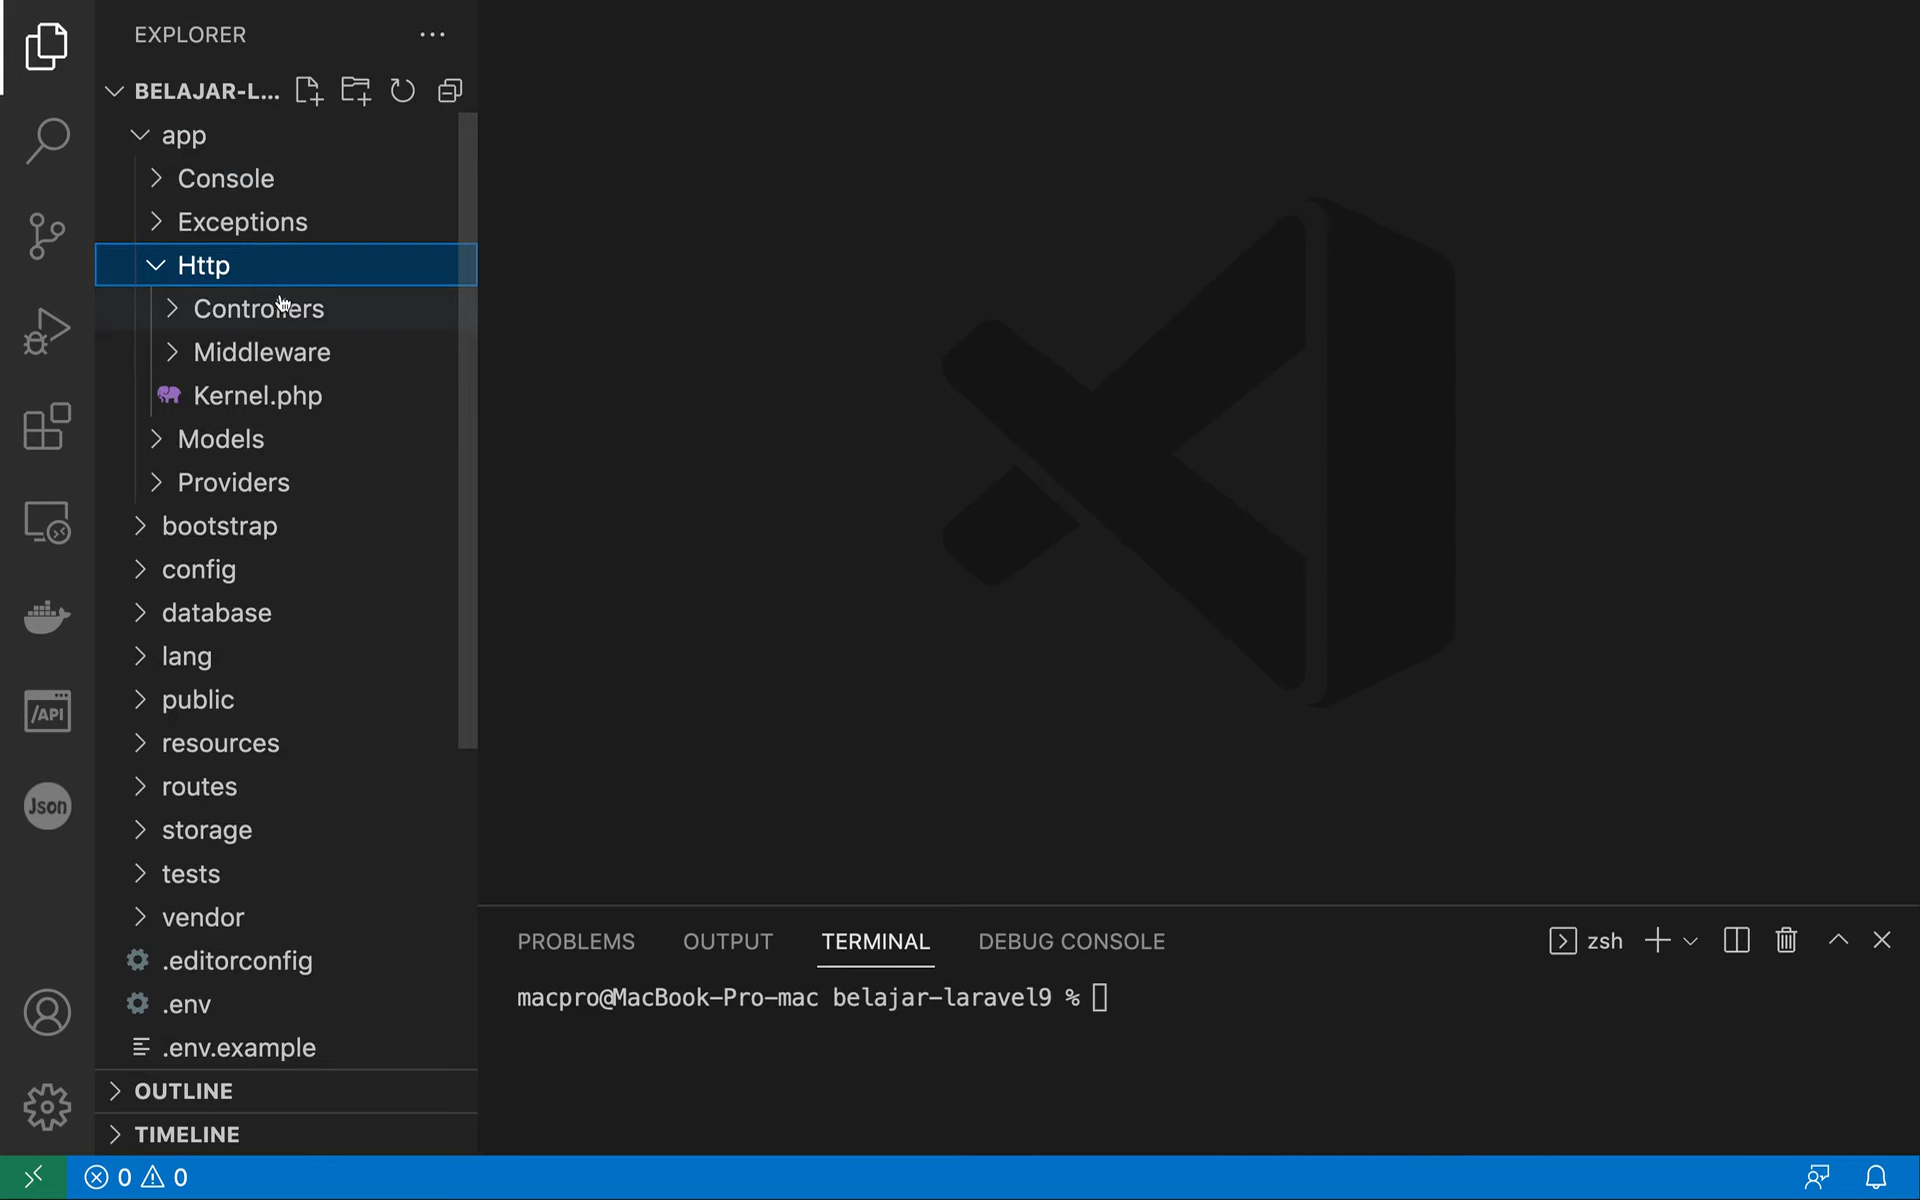 EXPLORER
BELAJAR-L...
app
Console
Exceptions
Http
Controllers
Middleware
Kernel.php
Models
Providers
bootstrap
config
database
lang
public
resources
routes
storage
tests
vendor
.editorconfig
.env
.env.example
OUTLINE
TIMELINE
/API
Json
PROBLEMS OUTPUT TERMINAL DEBUG CONSOLE zsh
macpro@MacBook-Pro-mac belajar-laravel9 %
0 0